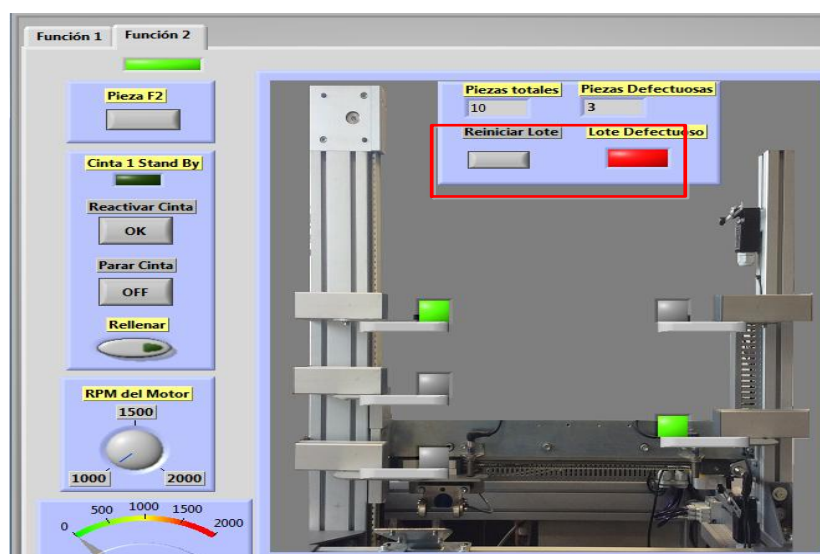 Función 1
Función 2
Pieza F2
Cinta 1 Stand By
Reactivar Cinta
OK
Parar Cinta
OFF
Rellenar
RPM del Motor
1500
1000
2000
0
500
1000
1500
2000
Piezas totales
Piezas Defectuosas
10
3
Reiniciar Lote
Lote Defectuoso